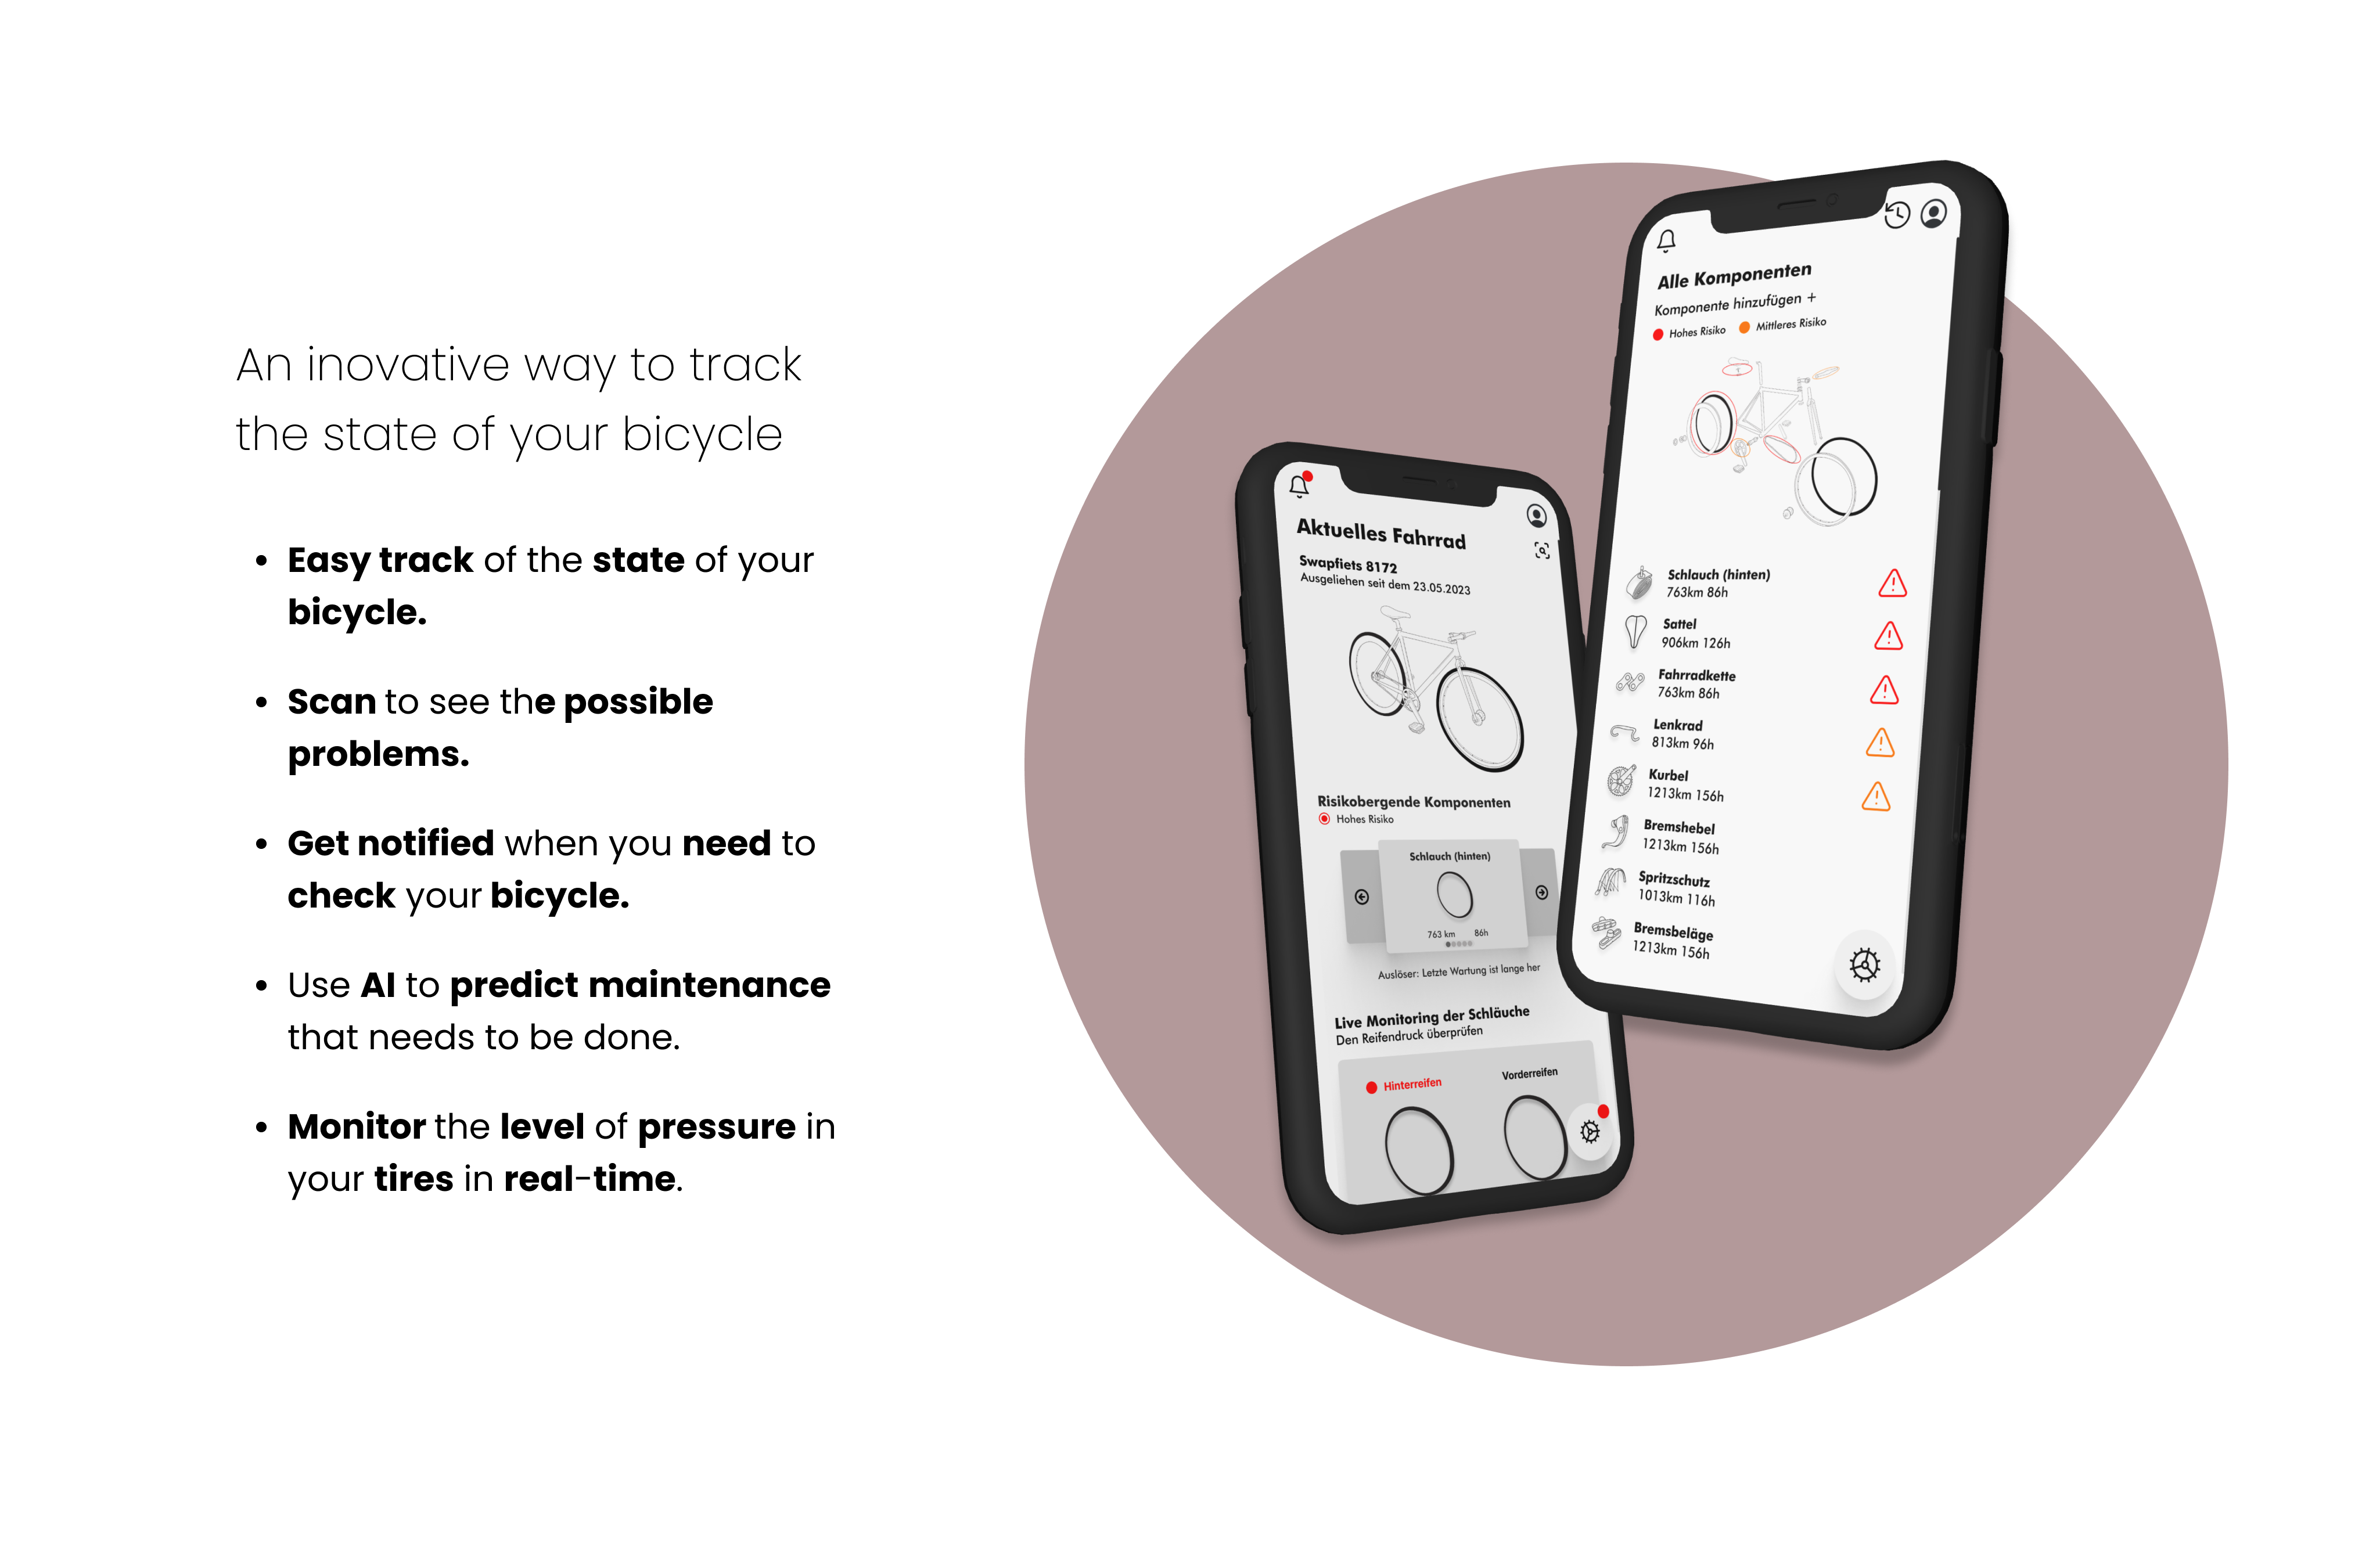 An inovative way to track
the state of your bicycle
• Easy track of the state of your
bicycle.
• Scan to see the possible
problems.
• Get notified when you need to
check your bicycle.
• Use AI to predict maintenance
that needs to be done.
• Monitor the level of pressure in
your tires in real-time.
Aktuelles Fahrrad
Swapfiets 8172
Ausgeliehen seit dem 23.05.2023
Risikobergende Komponenten
Hohes Risiko
Schlauch (hinten)
763 km 86h
Auslöser: Letzte Wartung ist lange her
Live Monitoring der Schläuche
Den Reifendruck überprüfen
Hinterreifen Vorderreifen
Alle Komponenten
Komponente hinzufügen +
Hohes Risiko Mittleres Risiko
Schlauch (hinten)
763km 86h
Sattel
906km 126h
Fahrradkette
763km 86h
Lenkrad
813km 96h
Kurbel
1213km 156h
Bremshebel
1213km 156h
Spritzschutz
1013km 116h
Bremsbeläge
1213km 156h